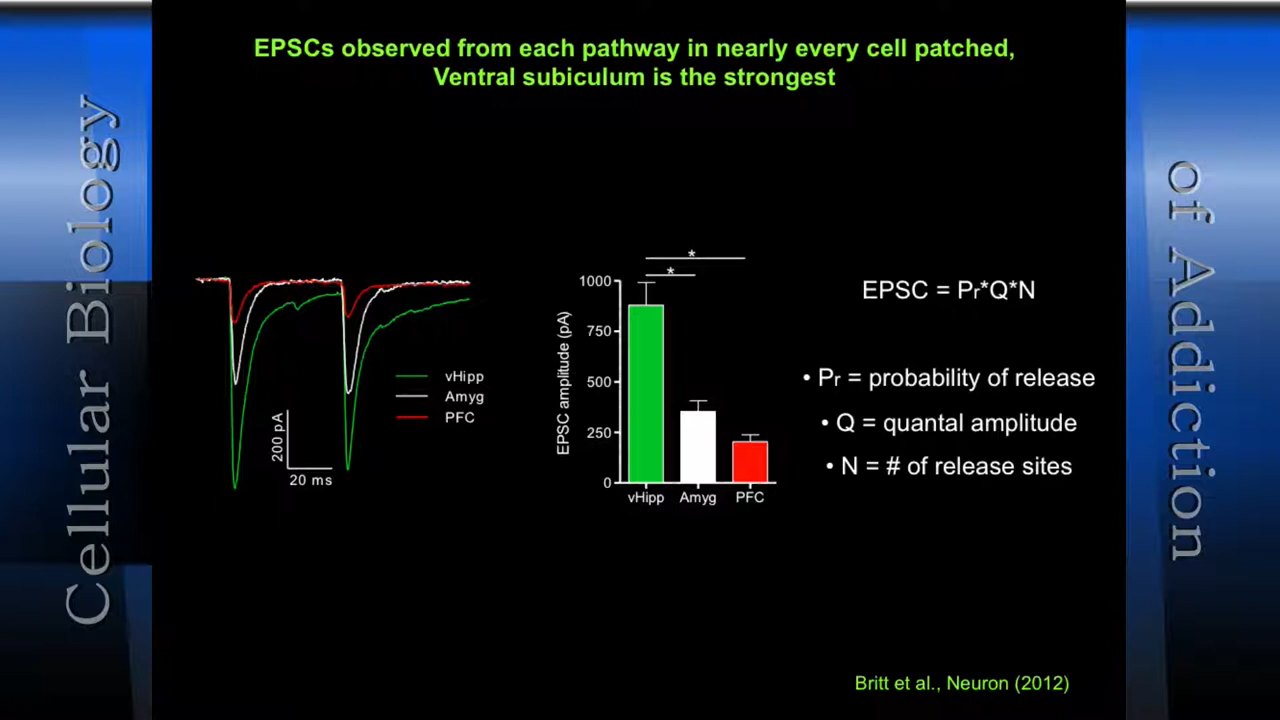 Cellular Biology
of Addiction
EPSCs observed from each pathway in nearly every cell patched,
Ventral subiculum is the strongest
vHipp
Amyg
PFC
200 pA
20 ms
*
*
EPSC amplitude (pA)
1000
750
500
250
0
vHipp Amyg PFC
EPSC = Pr*Q*N
• Pr = probability of release
• Q = quantal amplitude
• N = # of release sites
Britt et al., Neuron (2012)